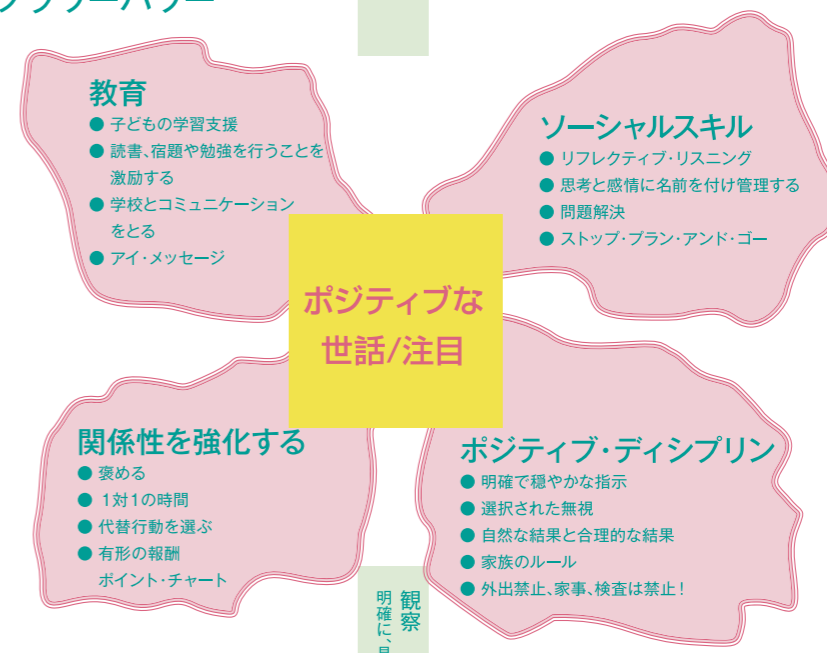 フラワーパワー
教育
● 子どもの学習支援
● 読書、宿題や勉強を行うことを
激励する
● 学校とコミュニケーション
をとる
● アイ・メッセージ
ソーシャルスキル
● リフレクティブ・リスニング
● 思考と感情に名前を付け管理する
● 問題解決
● ストップ・プラン・アンド・ゴー
ポジティブな
世話/注目
関係性を強化する
● 褒める
● 1対1の時間
● 代替行動を選ぶ
● 有形の報酬
ポイント・チャート
ポジティブ・ディシプリン
● 明確で穏やかな指示
● 選択された無視
● 自然な結果と合理的な結果
● 家族のルール
● 外出禁止、家事、検査は禁止！
観察
明確に、